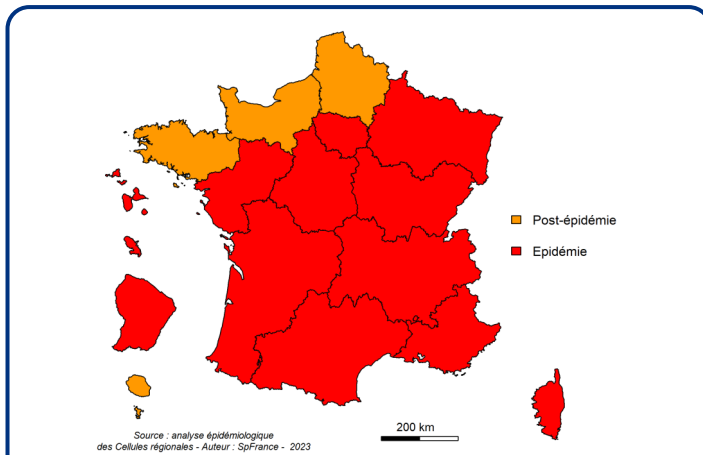 Post-épidémie
Epidémie
200 km
Source : analyse épidémiologique
des Cellules régionales - Auteur : SpFrance - 2023